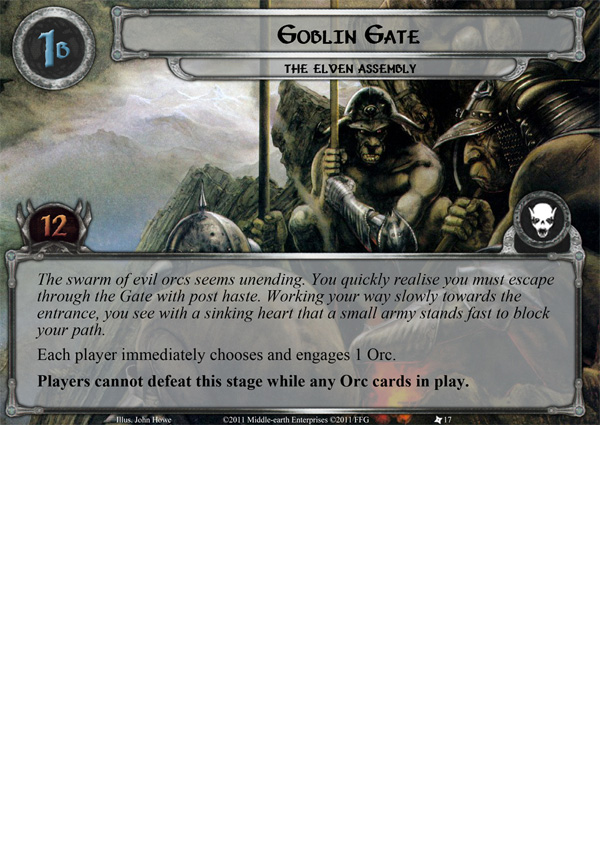 1B
GOBLIN GATE
THE ELVEN ASSEMBLY
12
The swarm of evil orcs seems unending. You quickly realise you must escape
through the Gate with post haste. Working your way slowly towards the
entrance, you see with a sinking heart that a small army stands fast to block
your path.
Each player immediately chooses and engages 1 Orc.
Players cannot defeat this stage while any Orc cards in play.
Illus. John Howe ©2011 Middle-earth Enterprises ©2011 FFG 17